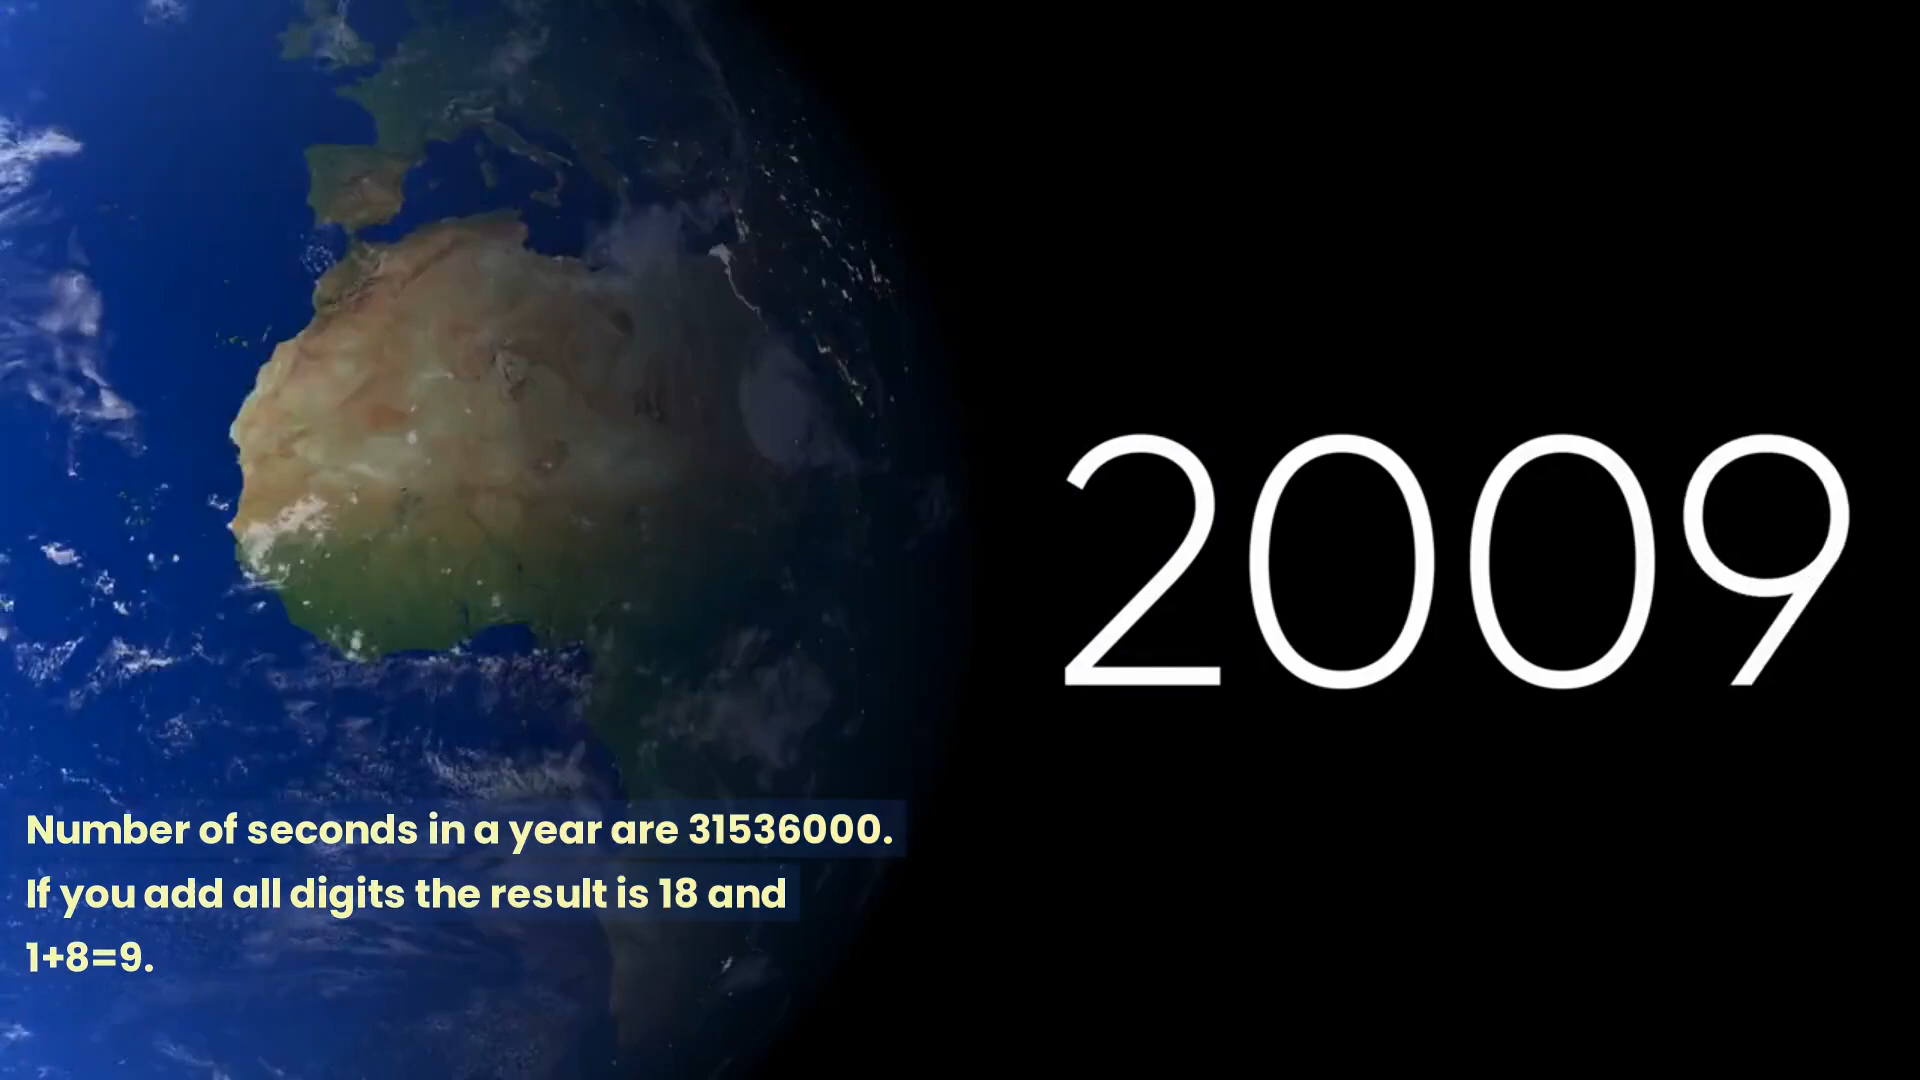 2009
Number of seconds in a year are 31536000.
If you add all digits the result is 18 and
1+8=9.